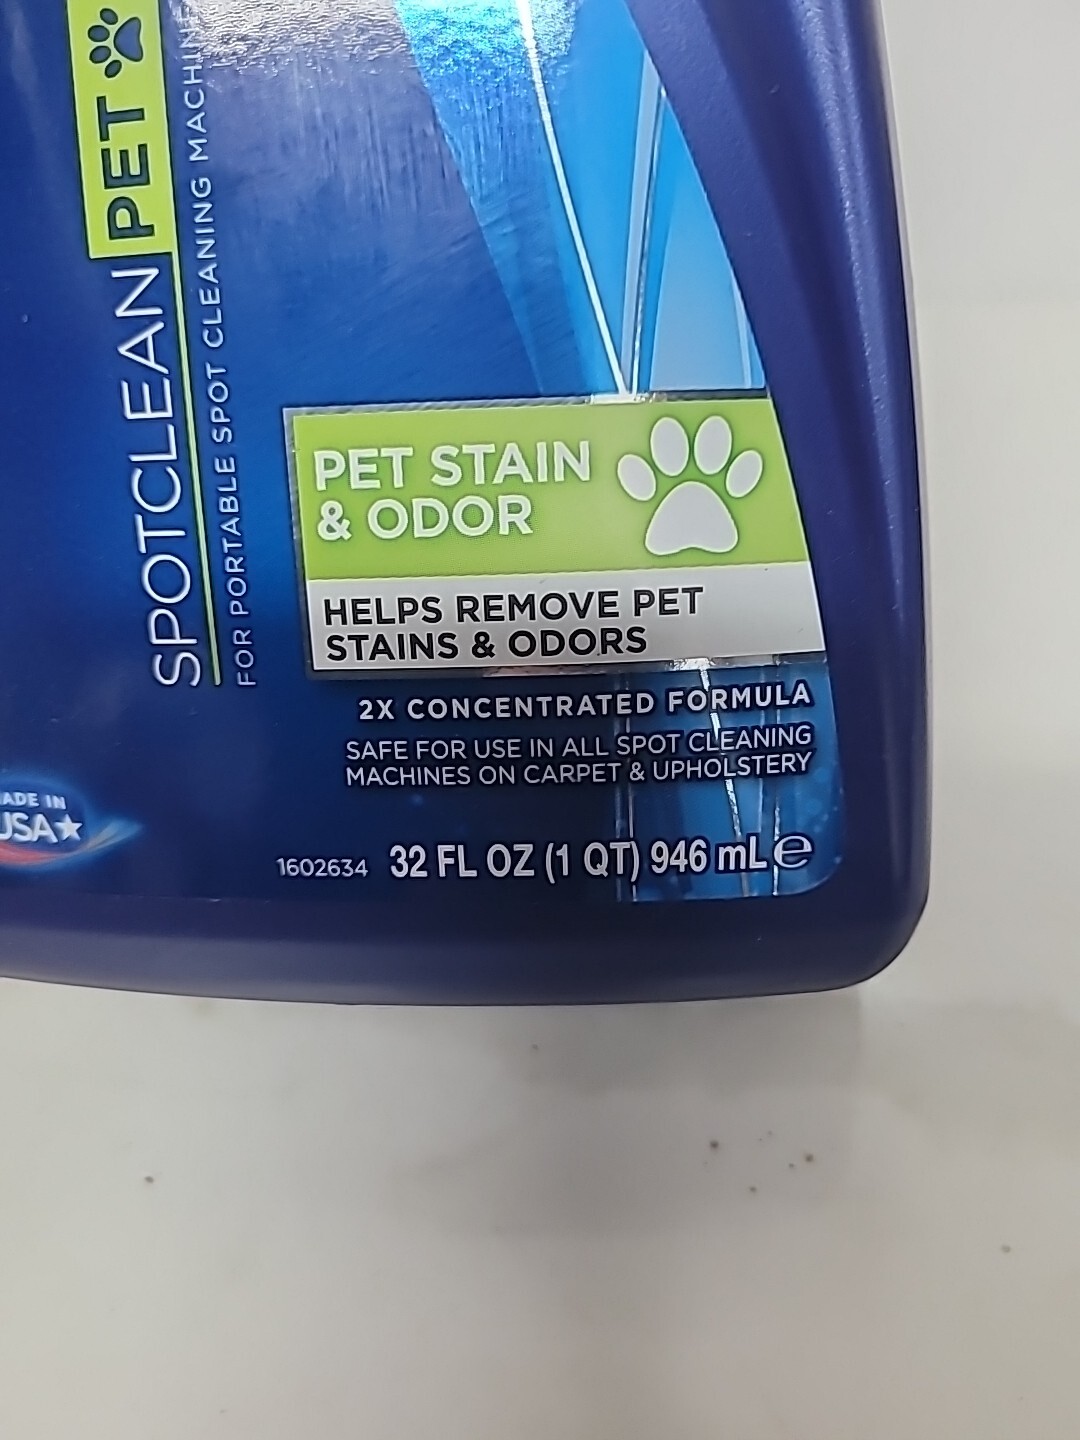 SPOTCLEAN PET
FOR PORTABLE SPOT CLEANING
PET STAIN
& ODOR
HELPS REMOVE PET
STAINS & ODORS
2X CONCENTRATED FORMULA
SAFE FOR USE IN ALL SPOT CLEANING
MACHINES ON CARPET & UPHOLSTERY
IN
USA
1602634 32 FL OZ (1 QT) 946 mL ℮